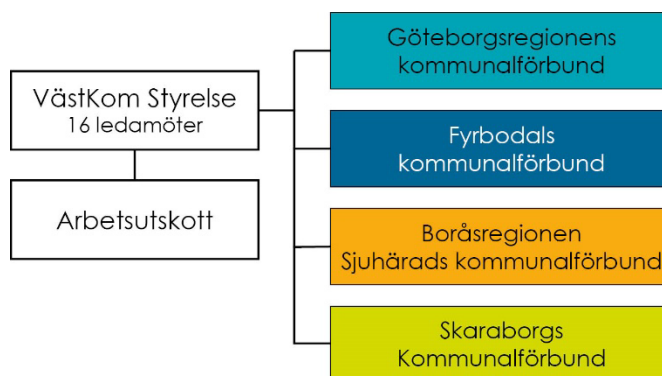 VästKom Styrelse
16 ledamöter
Arbetsutskott
Göteborgsregionens
kommunalförbund
Fyrbodals
kommunalförbund
Boråsregionen
Sjuhärads kommunalförbund
Skaraborgs
Kommunalförbund